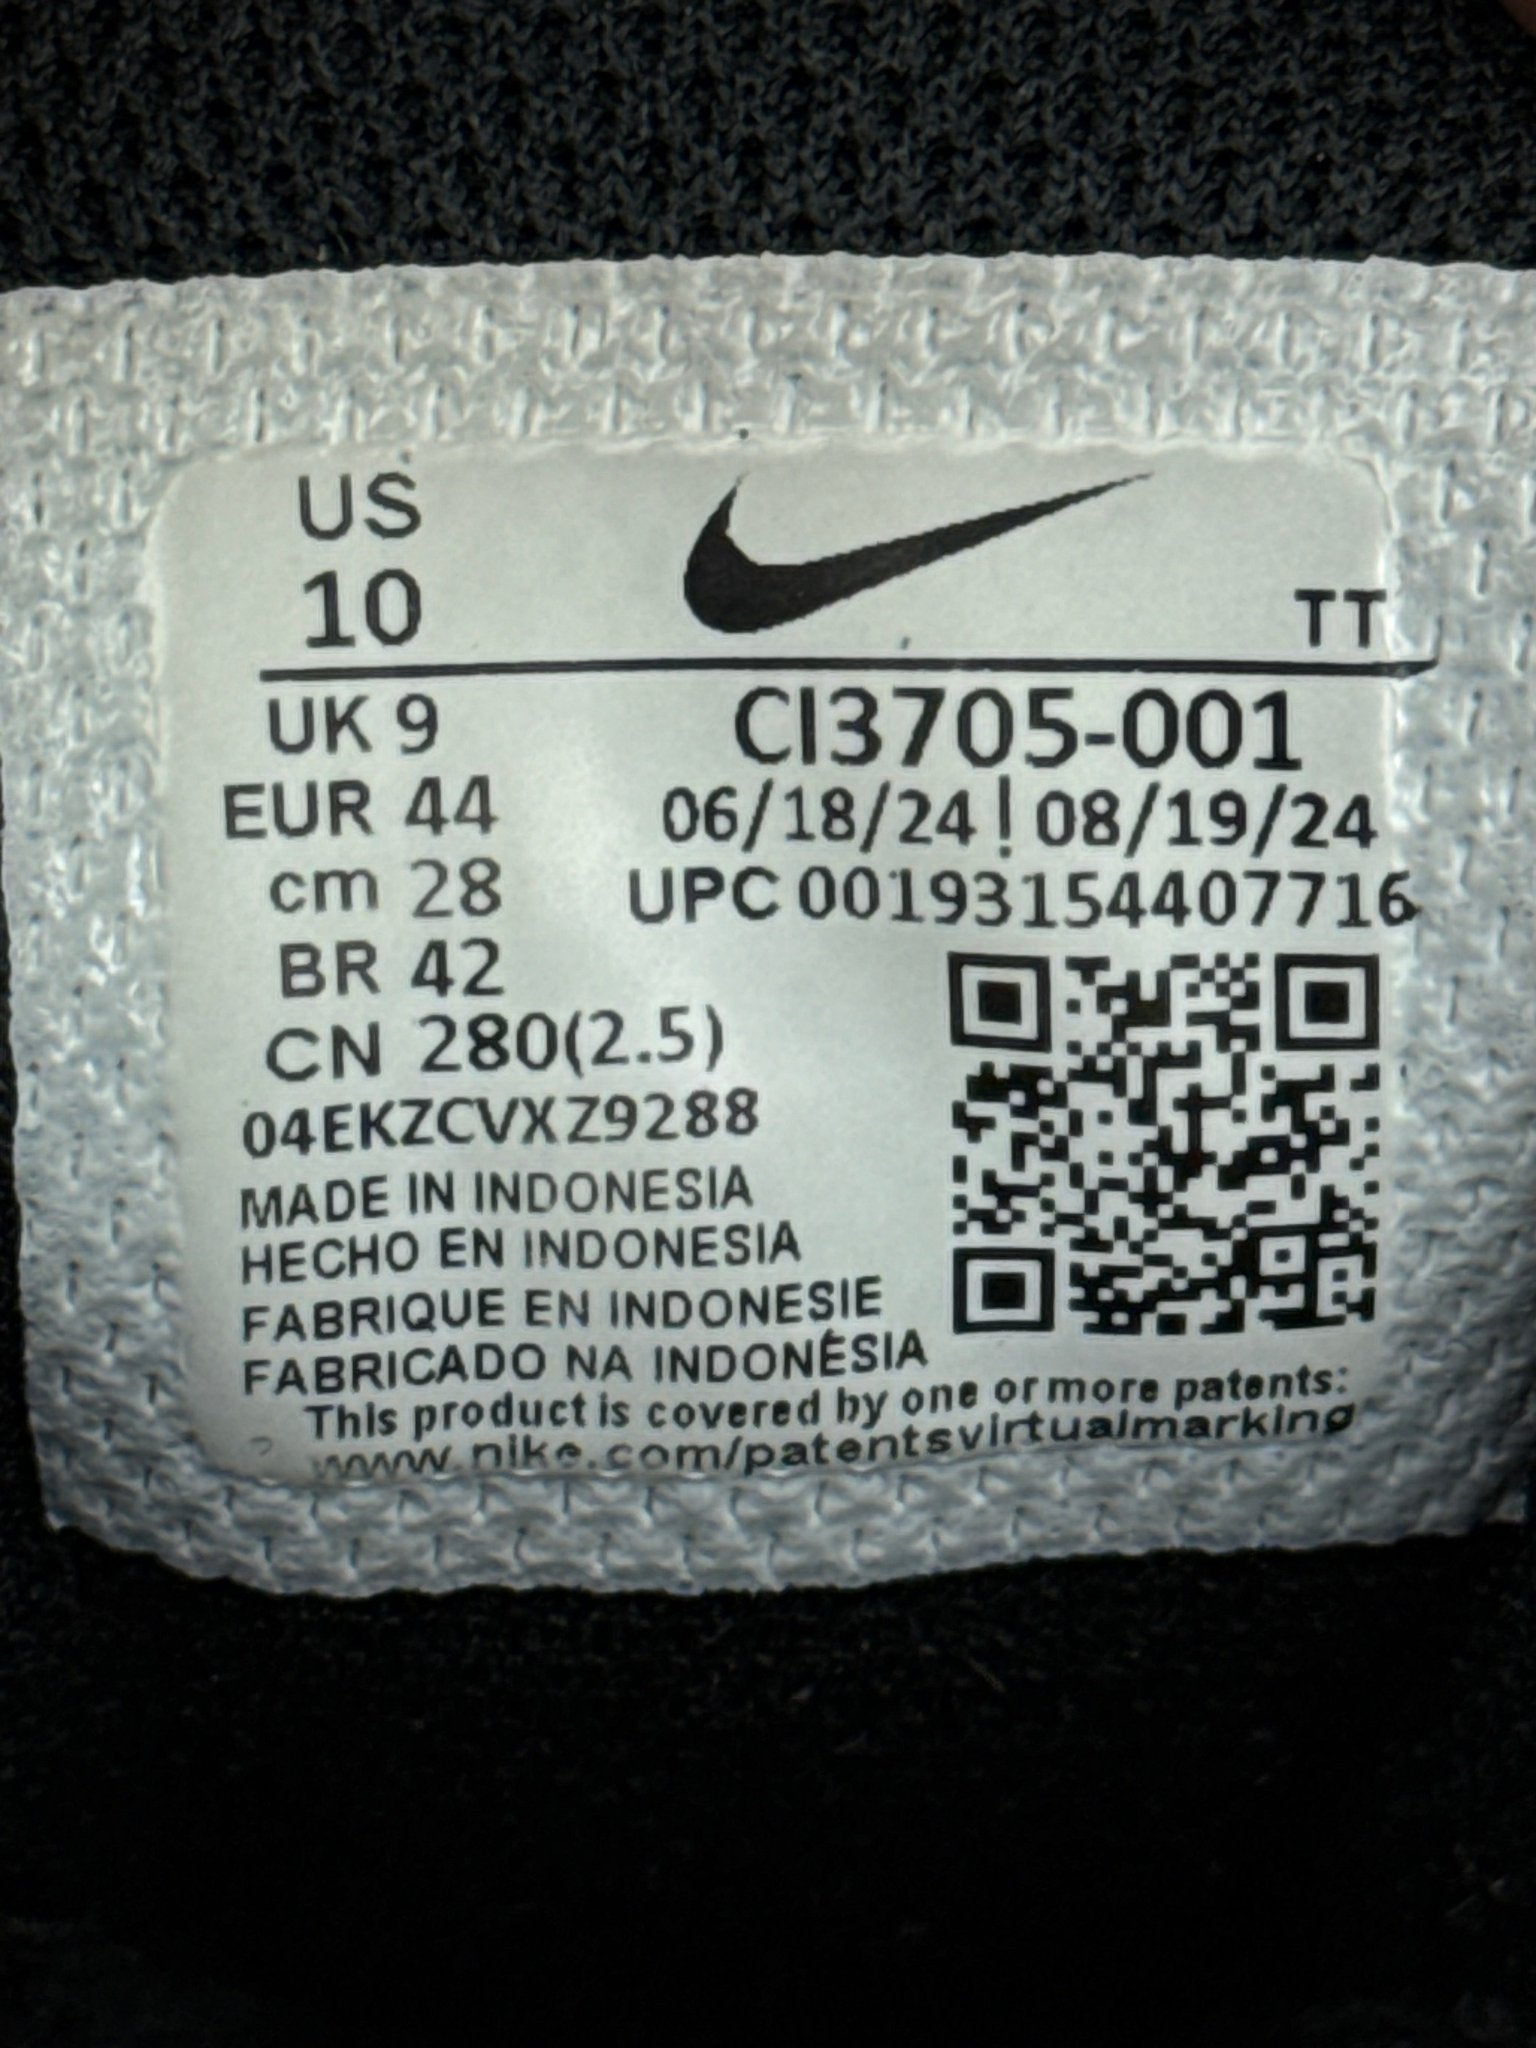 US
10
TT
UK 9
CI3705-001
EUR 44
06/18/24 ! 08/19/24
cm 28
UPC 00193154407716
BR 42
CN 280(2.5)
04EKZCVXZ9288
MADE IN INDONESIA
HECHO EN INDONESIA
FABRIQUE EN INDONESIE
FABRICADO NA INDONÉSIA
This product is covered by one or more patents:
www.nike.com/patentsvirtualmarking